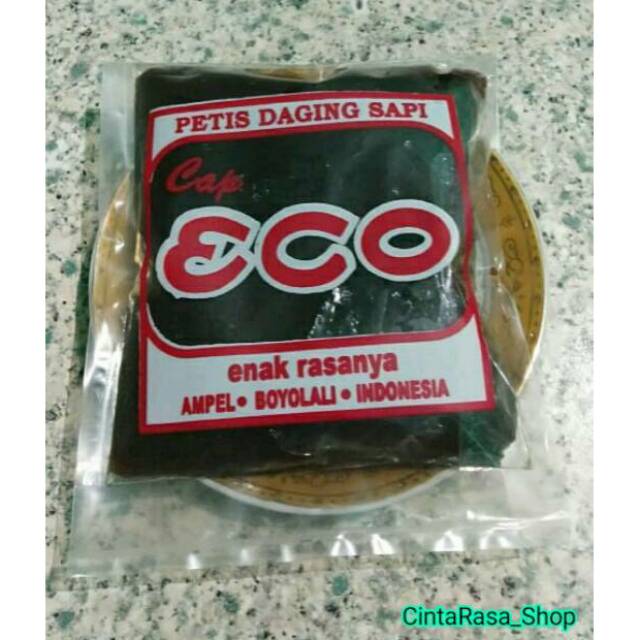 PETIS DAGING SAPI
Cap
ECO
enak rasanya
AMPEL • BOYOLALI • INDONESIA
CintaRasa_Shop